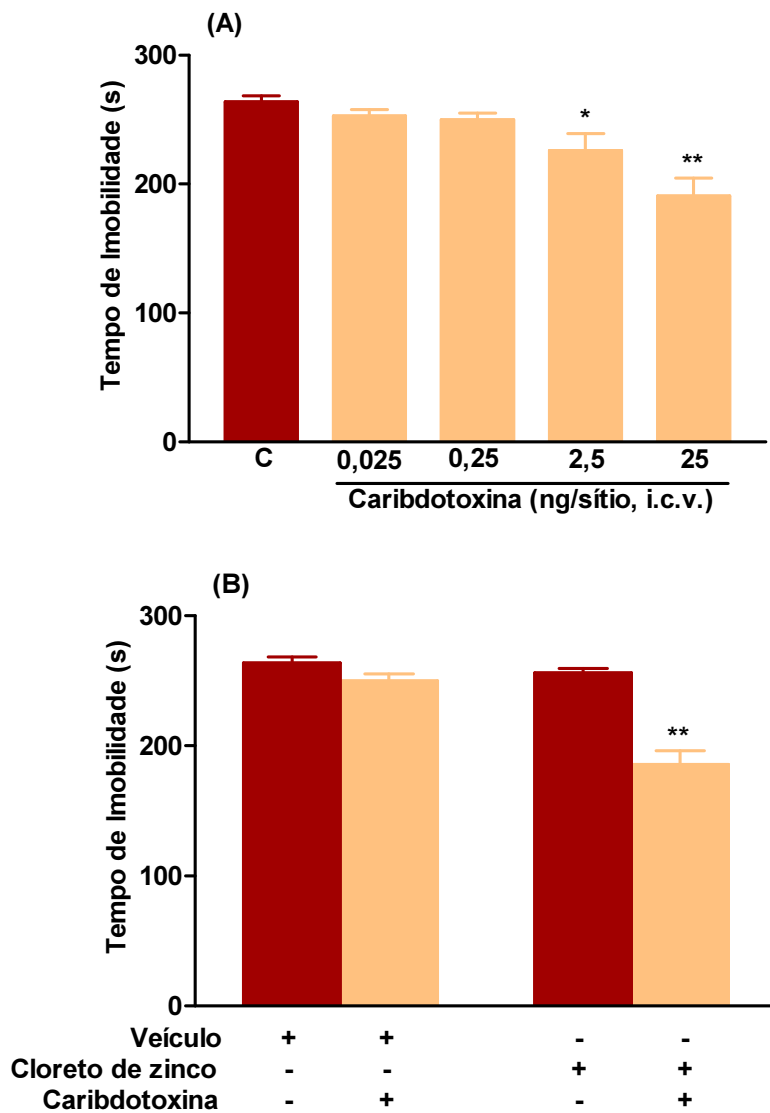 (A)
300
200
100
0
Tempo de Imobilidade (s)
*
**
C 0,025 0,25 2,5 25
Caribdotoxina (ng/sítio, i.c.v.)
(B)
300
200
100
0
Tempo de Imobilidade (s)
**
Veículo + + - -
Cloreto de zinco - - + +
Caribdotoxina - + - +